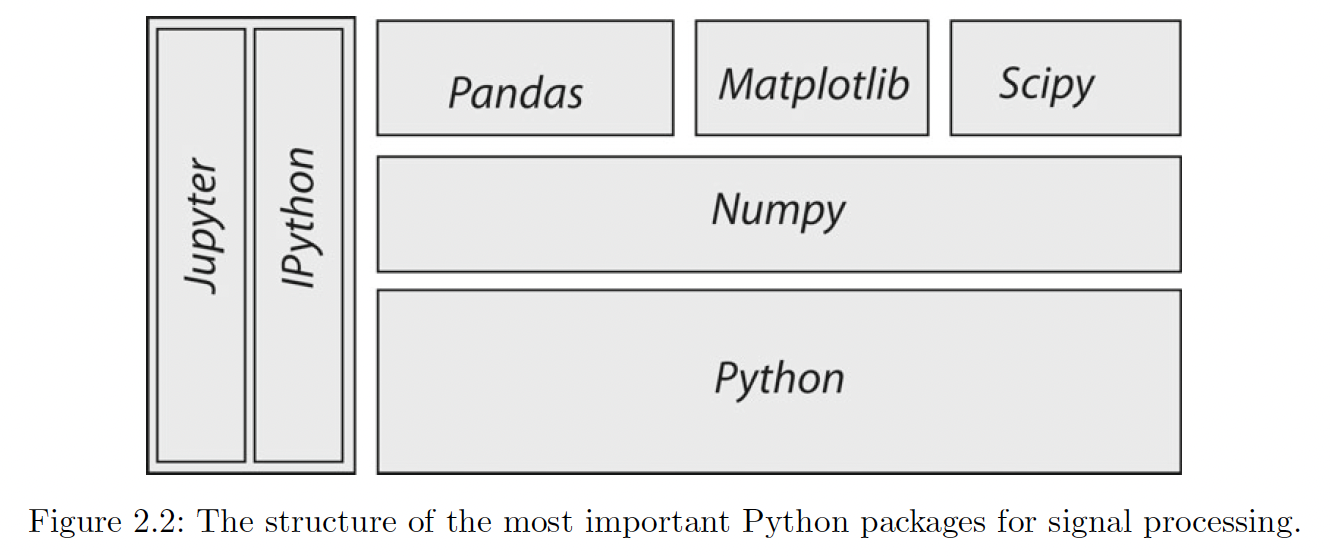 Jupyter
IPython
Pandas
Matplotlib
Scipy
Numpy
Python
Figure 2.2: The structure of the most important Python packages for signal processing.